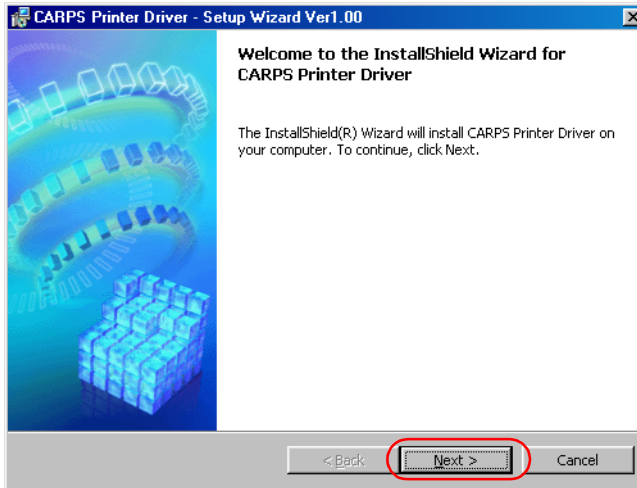 CARPS Printer Driver - Setup Wizard Ver1.00
Welcome to the InstallShield Wizard for
CARPS Printer Driver
The InstallShield(R) Wizard will install CARPS Printer Driver on
your computer. To continue, click Next.
< Back
Next >
Cancel